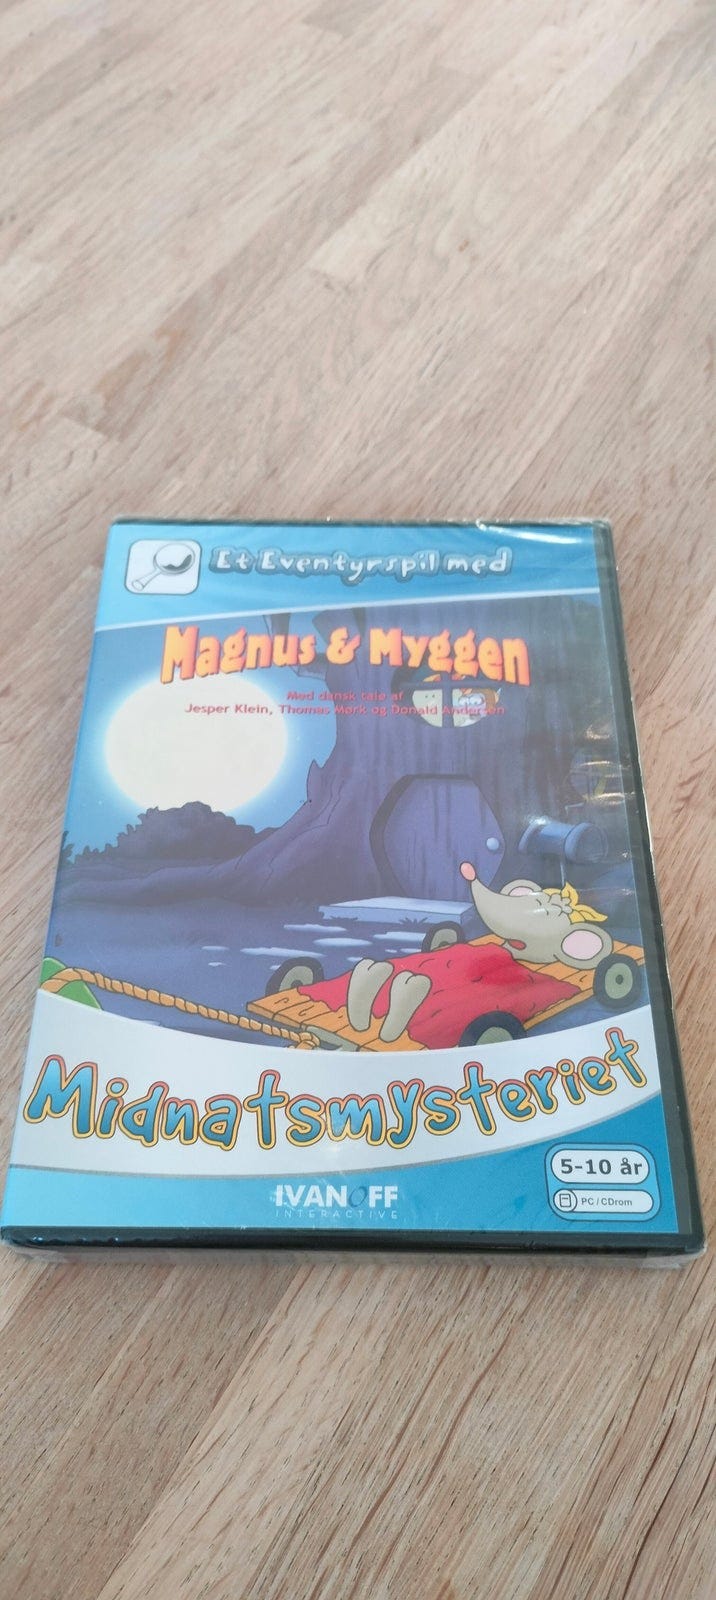 Et Eventyrspil med
Magnus & Myggen
Med dansk tale af
Jesper Klein, Thomas Mørk og Donald Andersen
Midnatsmysteriet
5-10 år
PC / CDrom
IVANOFF
INTERACTIVE